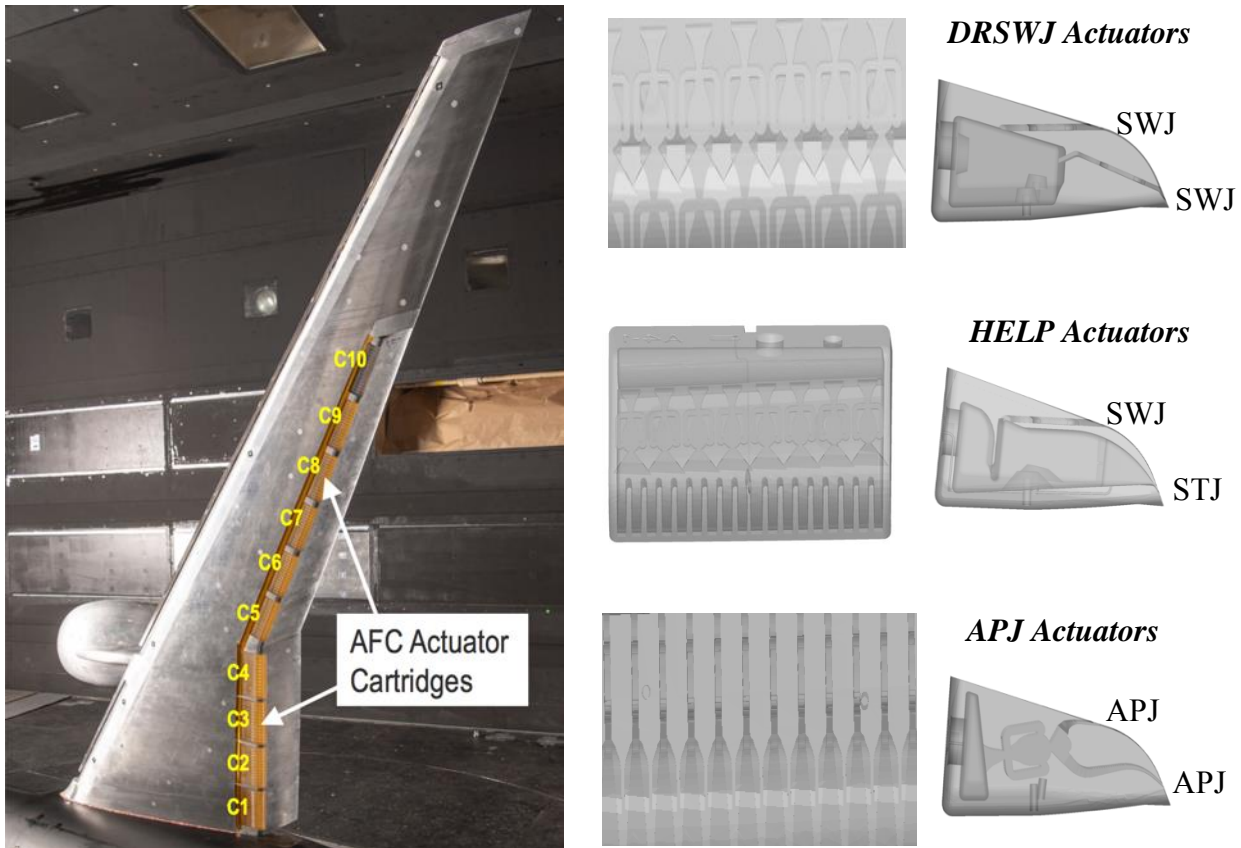 C10
C9
C8
C7
C6
C5
C4
C3
C2
C1
AFC Actuator
Cartridges
DRSWJ Actuators
SWJ
SWJ
HELP Actuators
SWJ
STJ
APJ Actuators
APJ
APJ